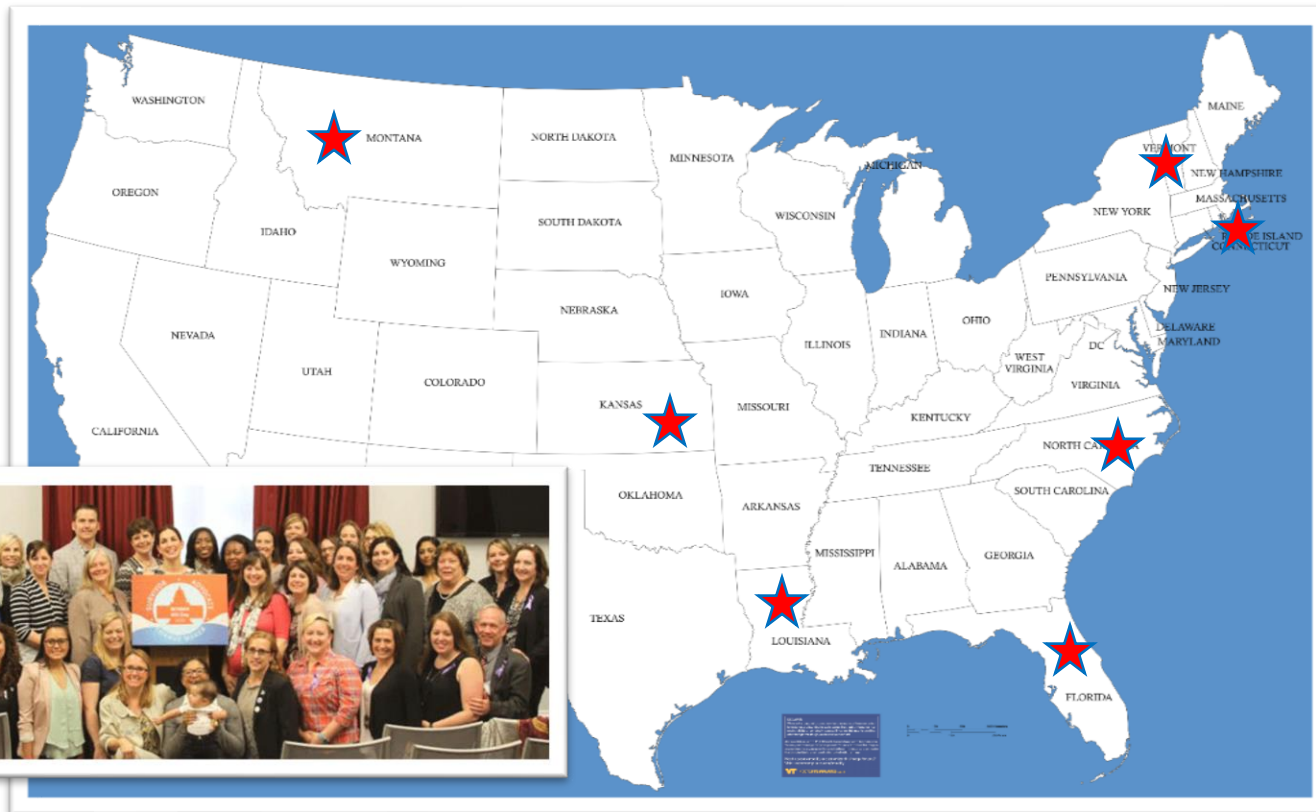 WASHINGTON
MONTANA
NORTH DAKOTA
MINNESOTA
MICHIGAN
MAINE
VERMONT
NEW HAMPSHIRE
MASSACHUSETTS
OREGON
IDAHO
SOUTH DAKOTA
WISCONSIN
NEW YORK
RHODE ISLAND
CONNECTICUT
WYOMING
PENNSYLVANIA
NEW JERSEY
NEBRASKA
IOWA
NEVADA
ILLINOIS
INDIANA
OHIO
DELAWARE
MARYLAND
DC
UTAH
COLORADO
WEST
VIRGINIA
VIRGINIA
KANSAS
MISSOURI
CALIFORNIA
KENTUCKY
NORTH CAROLINA
TENNESSEE
OKLAHOMA
ARKANSAS
SOUTH CAROLINA
MISSISSIPPI
ALABAMA
GEORGIA
TEXAS
LOUISIANA
FLORIDA
SURVIVOR
ADVOCATE